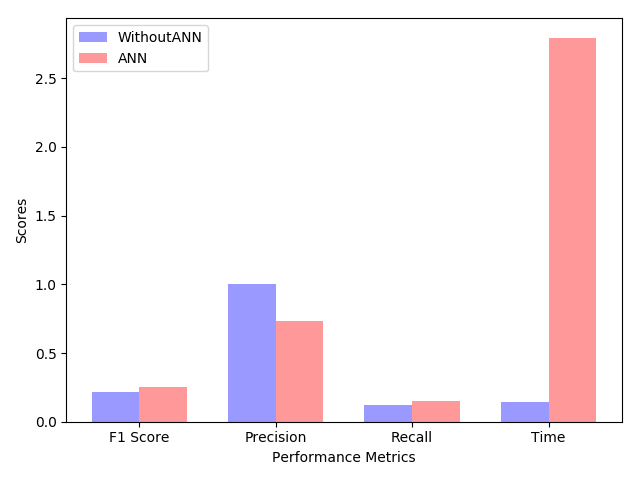 WithoutANN
ANN
2.5
2.0
1.5
1.0
0.5
0.0
Scores
F1 Score Precision Recall Time
Performance Metrics